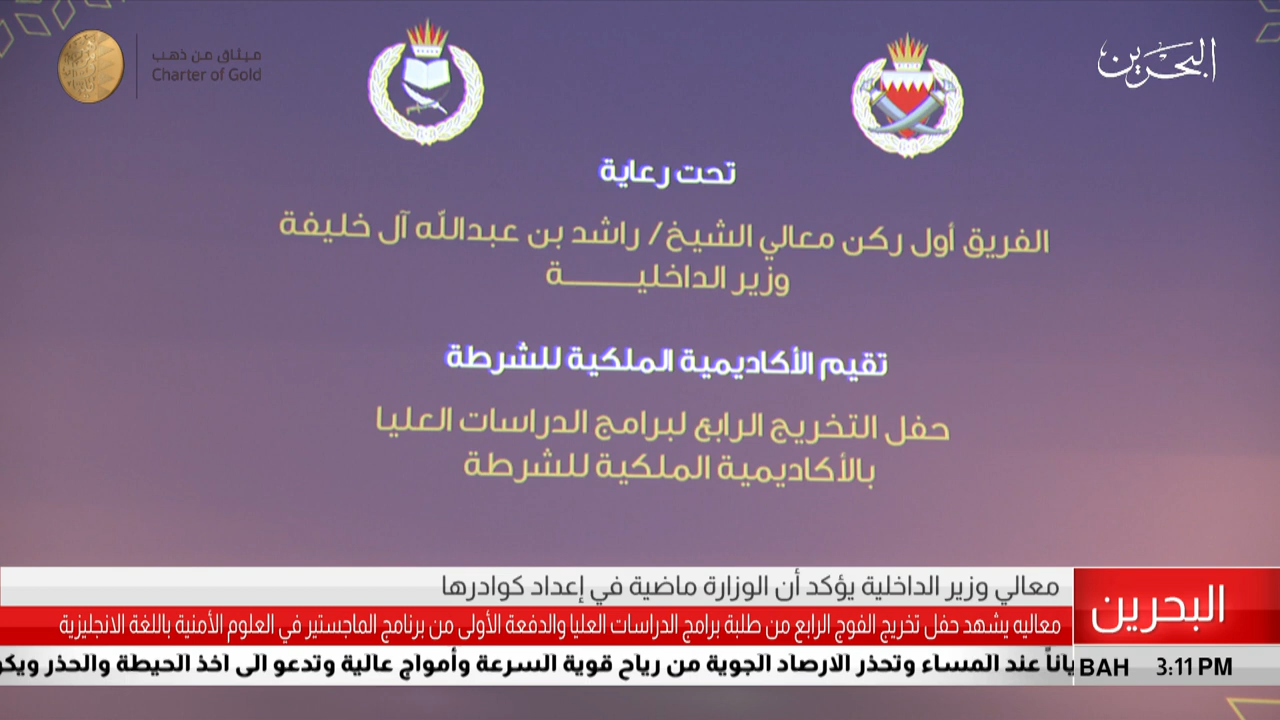 ميثاق من ذهب
Charter of Gold
البحرين
تحت رعاية
الفريق أول ركن معالي الشيخ/ راشد بن عبدالله آل خليفة
وزير الداخليـــــــة
تقيم الأكاديمية الملكية للشرطة
حفل التخريج الرابع لبرامج الدراسات العليا
بالأكاديمية الملكية للشرطة
البحرين
معالي وزير الداخلية يؤكد أن الوزارة ماضية في إعداد كوادرها
معاليه يشهد حفل تخريج الفوج الرابع من طلبة برامج الدراسات العليا والدفعة الأولى من برنامج الماجستير في العلوم الأمنية باللغة الانجليزية
عند المساء وتحذر الارصاد الجوية من رياح قوية السرعة وأمواج عالية وتدعو الى اخذ الحيطة والحذر
BAH 3:11 PM